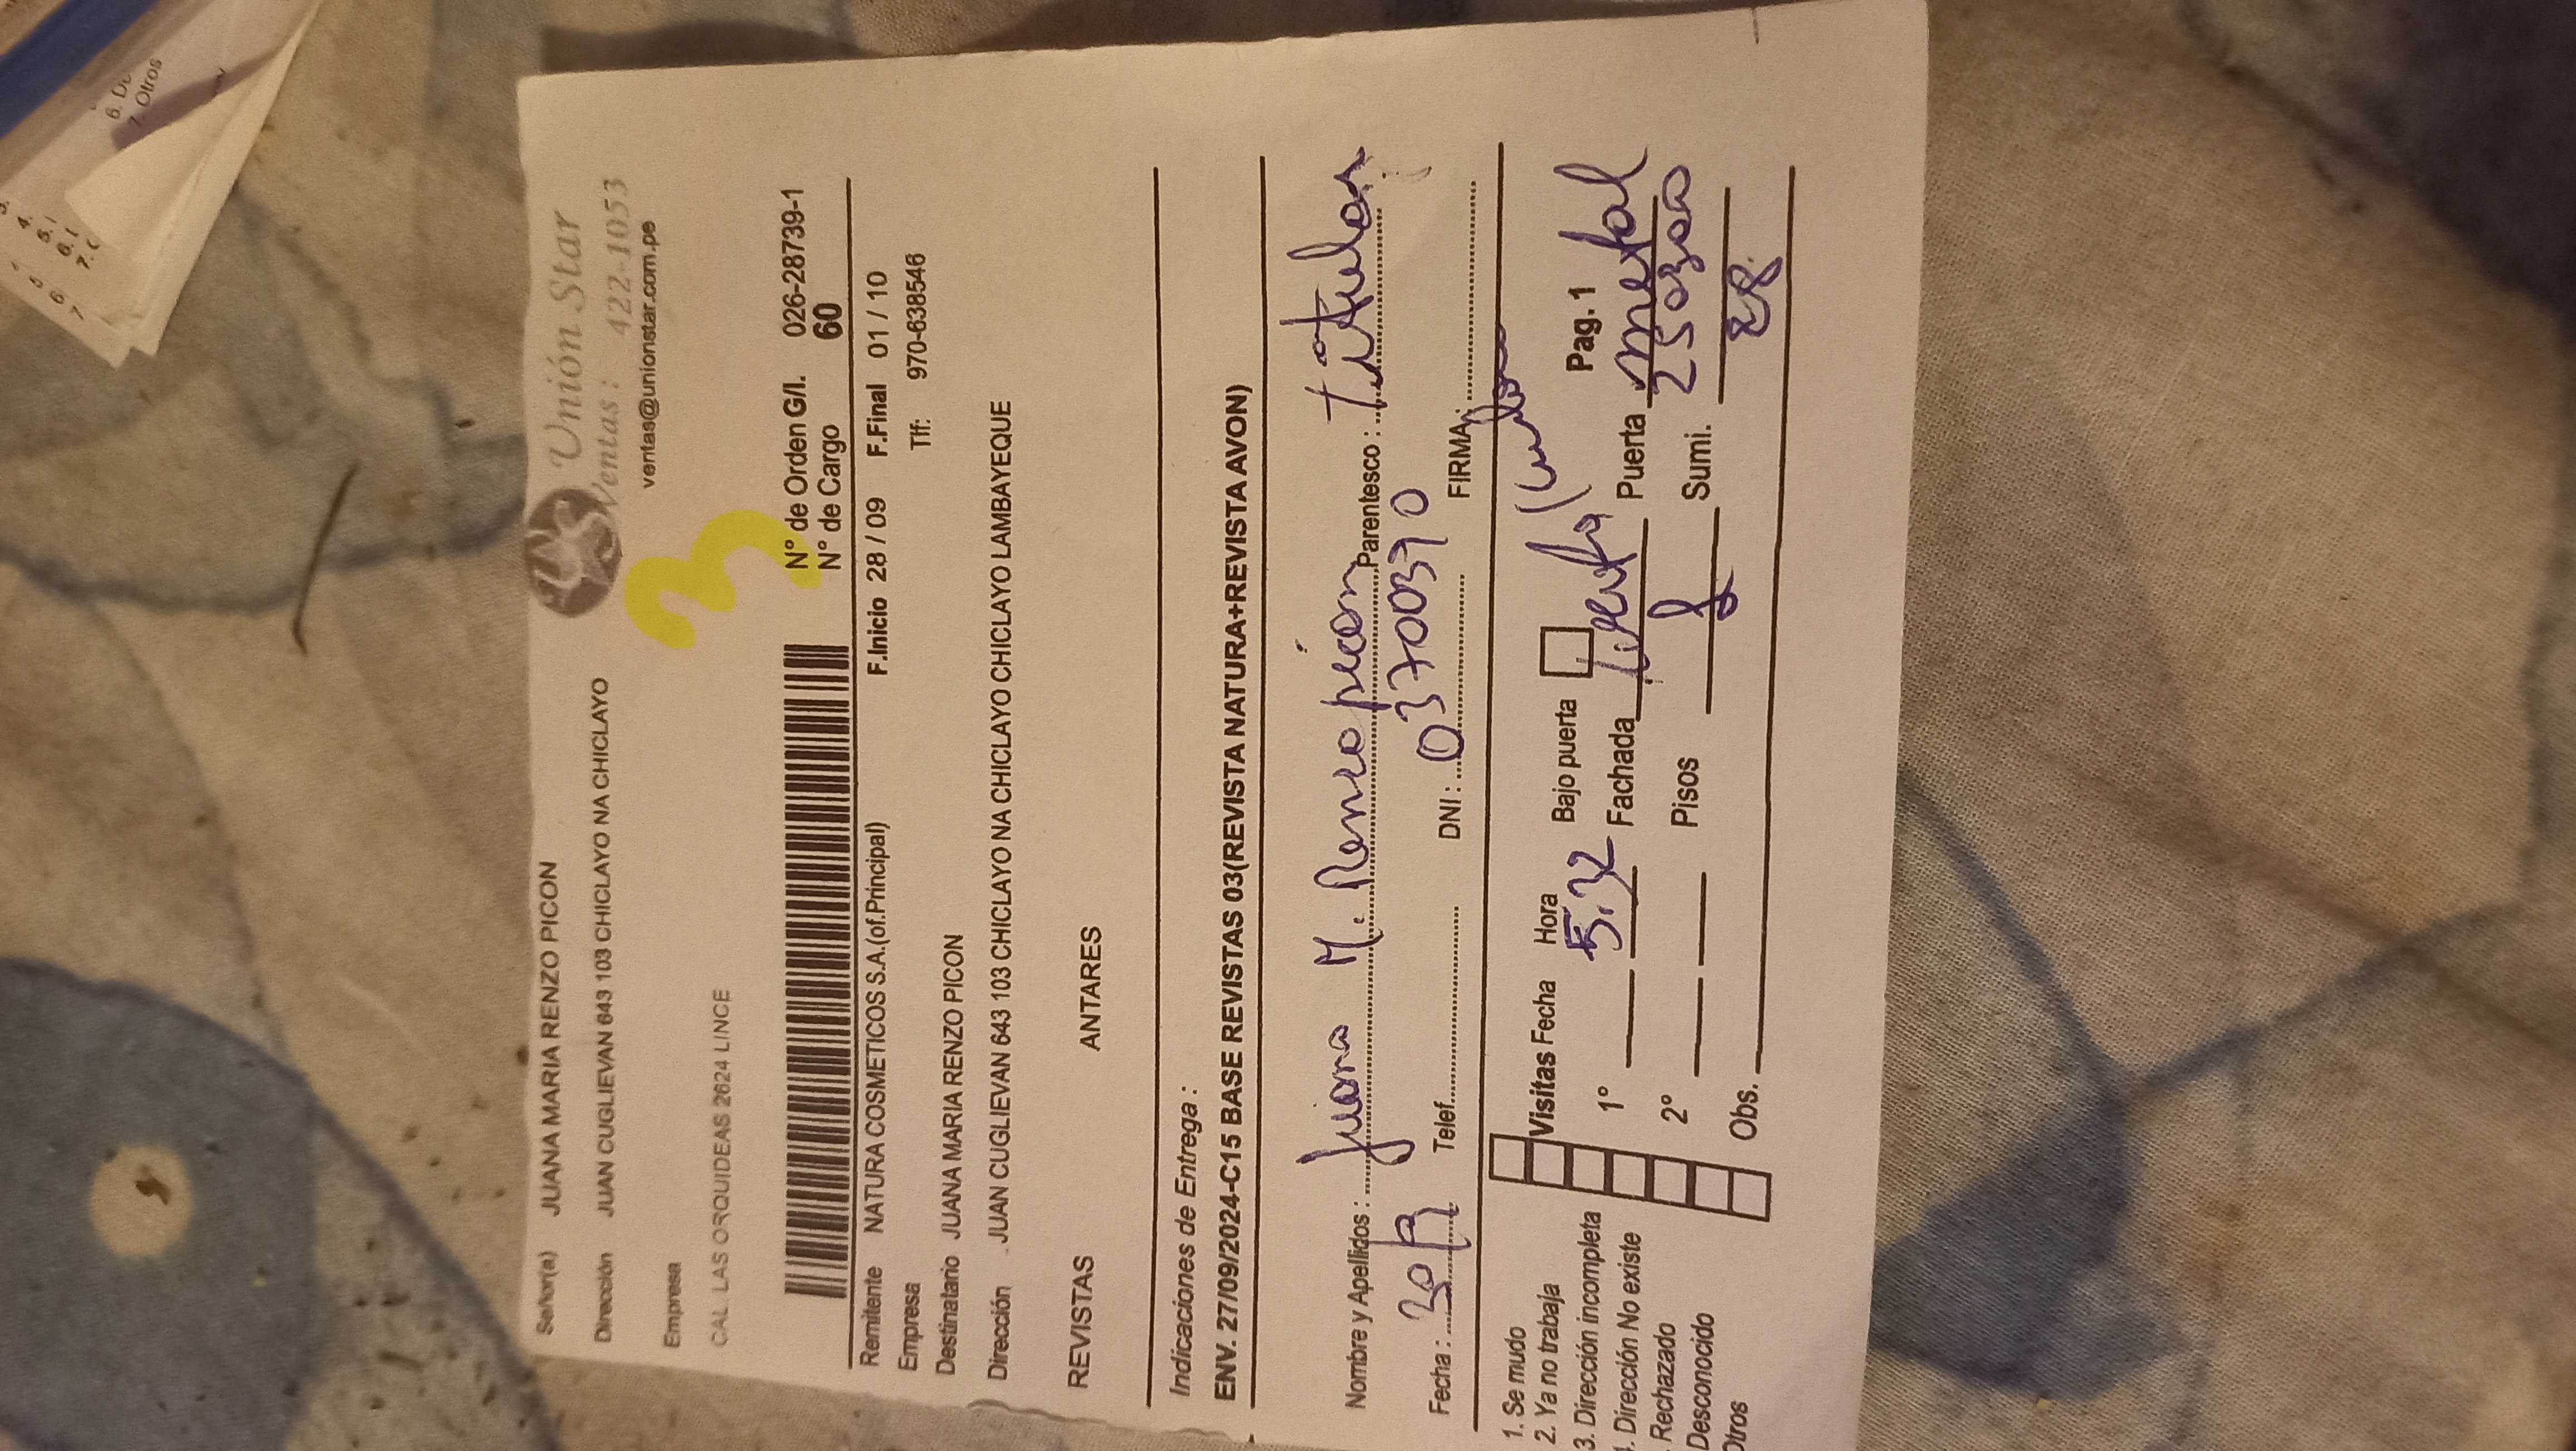 Unión Star
Ventas: 422-1053
ventas@unionstar.com.pe
Señor(a) JUANA MARIA RENZO PICON
Dirección JUAN CUGLIEVAN 643 103 CHICLAYO NA CHICLAYO
Empresa
CAL LAS ORQUIDEAS 2624 LINCE
3
N° de Orden G/I. 026-28739-1
N° de Cargo 60
F.Inicio 28 / 09 F.Final 01 / 10
Remitente NATURA COSMETICOS S.A.(of.Principal)
Empresa Tlf: 970-638546
Destinatario JUANA MARIA RENZO PICON
Dirección JUAN CUGLIEVAN 643 103 CHICLAYO NA CHICLAYO CHICLAYO LAMBAYEQUE
REVISTAS ANTARES
Indicaciones de Entrega :
ENV. 27/09/2024-C15 BASE REVISTAS 03(REVISTA NATURA+REVISTA AVON)
Nombre y Apellidos : Juana M. Renzo picon Parentesco : titular
Fecha : Telef. DNI : 03700390 FIRMA:
1. Se mudo
2. Ya no trabaja
3. Dirección incompleta
. Dirección No existe
Rechazado
Desconocido
Otros
Visitas Fecha Hora Bajo puerta Pag. 1
1° 5:32 Fachada Puerta metal
2° Pisos Sumi. 25
Obs. 28
6. De
7. Otros